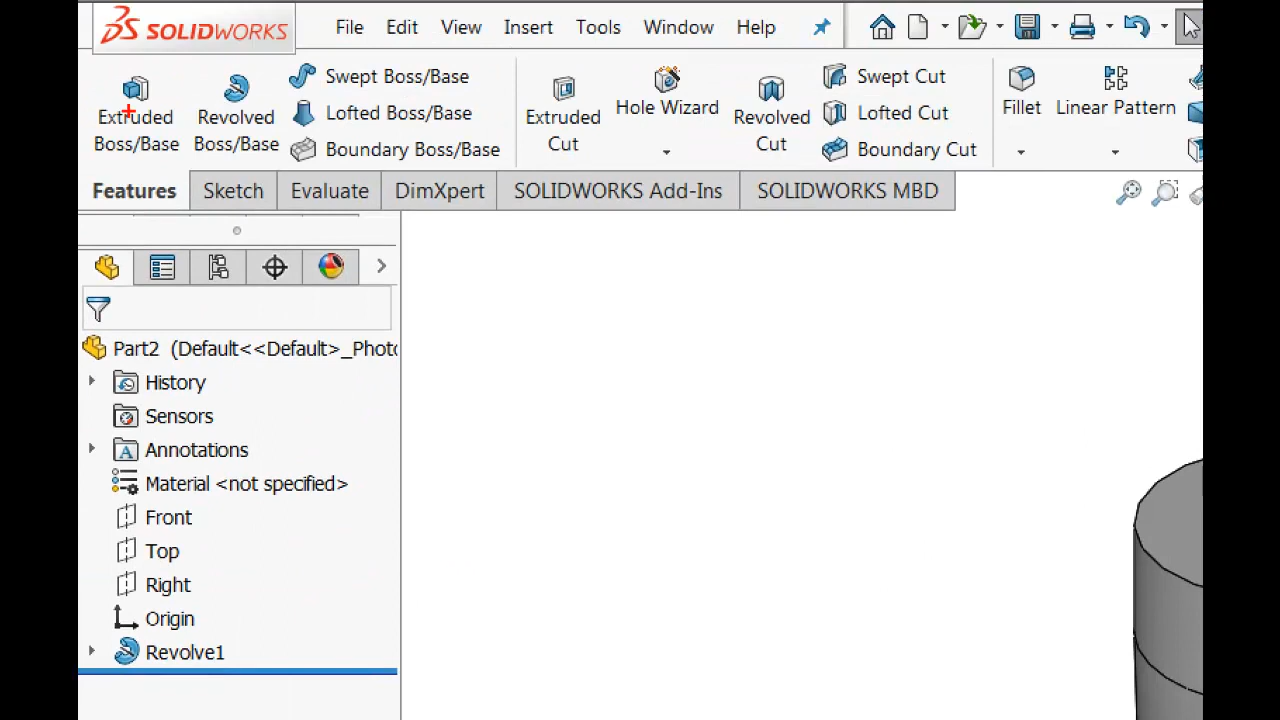 SOLIDWORKS File Edit View Insert Tools Window Help
Extruded Boss/Base
Revolved Boss/Base
Swept Boss/Base
Lofted Boss/Base
Boundary Boss/Base
Extruded Cut
Hole Wizard
Revolved Cut
Swept Cut
Lofted Cut
Boundary Cut
Fillet
Linear Pattern
Features Sketch Evaluate DimXpert SOLIDWORKS Add-Ins SOLIDWORKS MBD
Part2 (Default<<Default>_Phot
History
Sensors
Annotations
Material <not specified>
Front
Top
Right
Origin
Revolve1